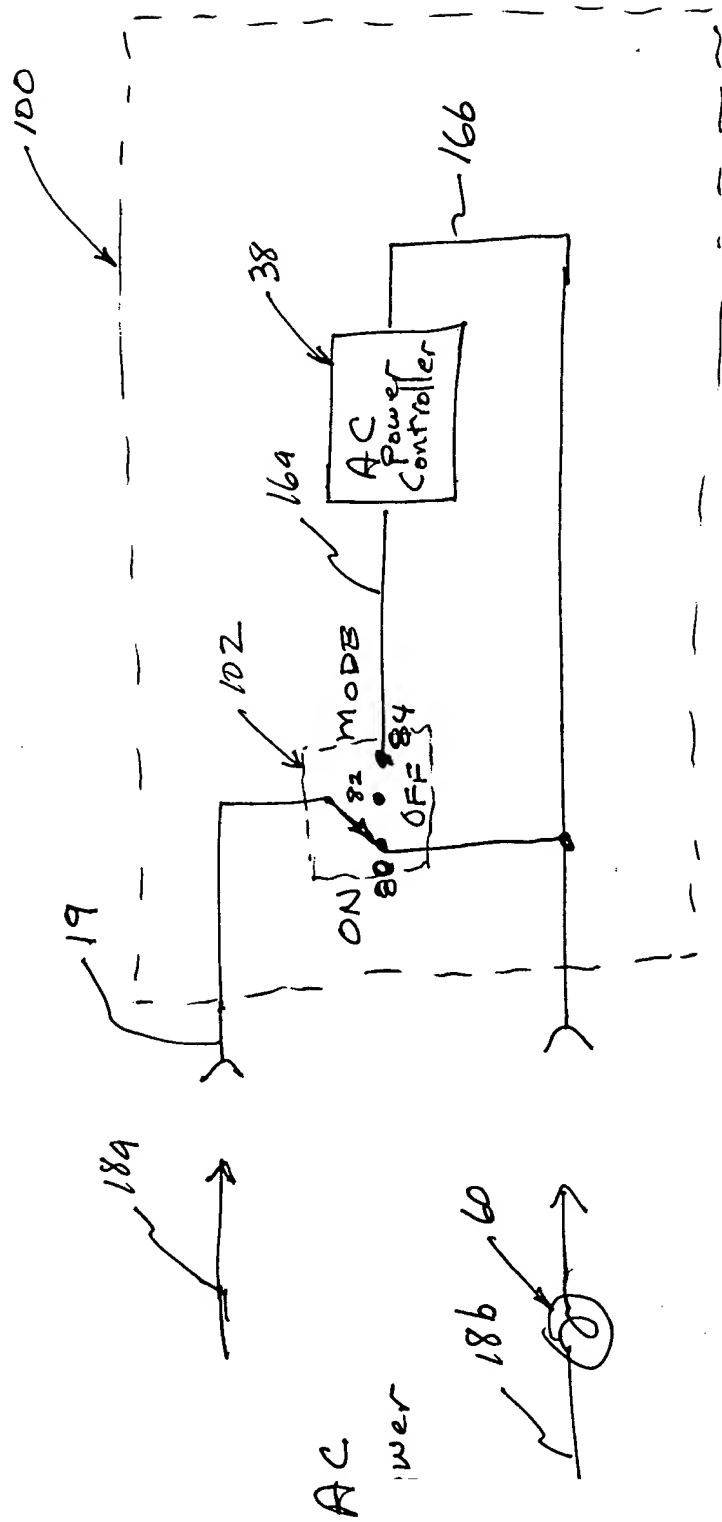 100
19
18a
102
38
16a
16b
MODE
ON
80
82
84
OFF
AC
Power
Controller
AC
wer
18b
60